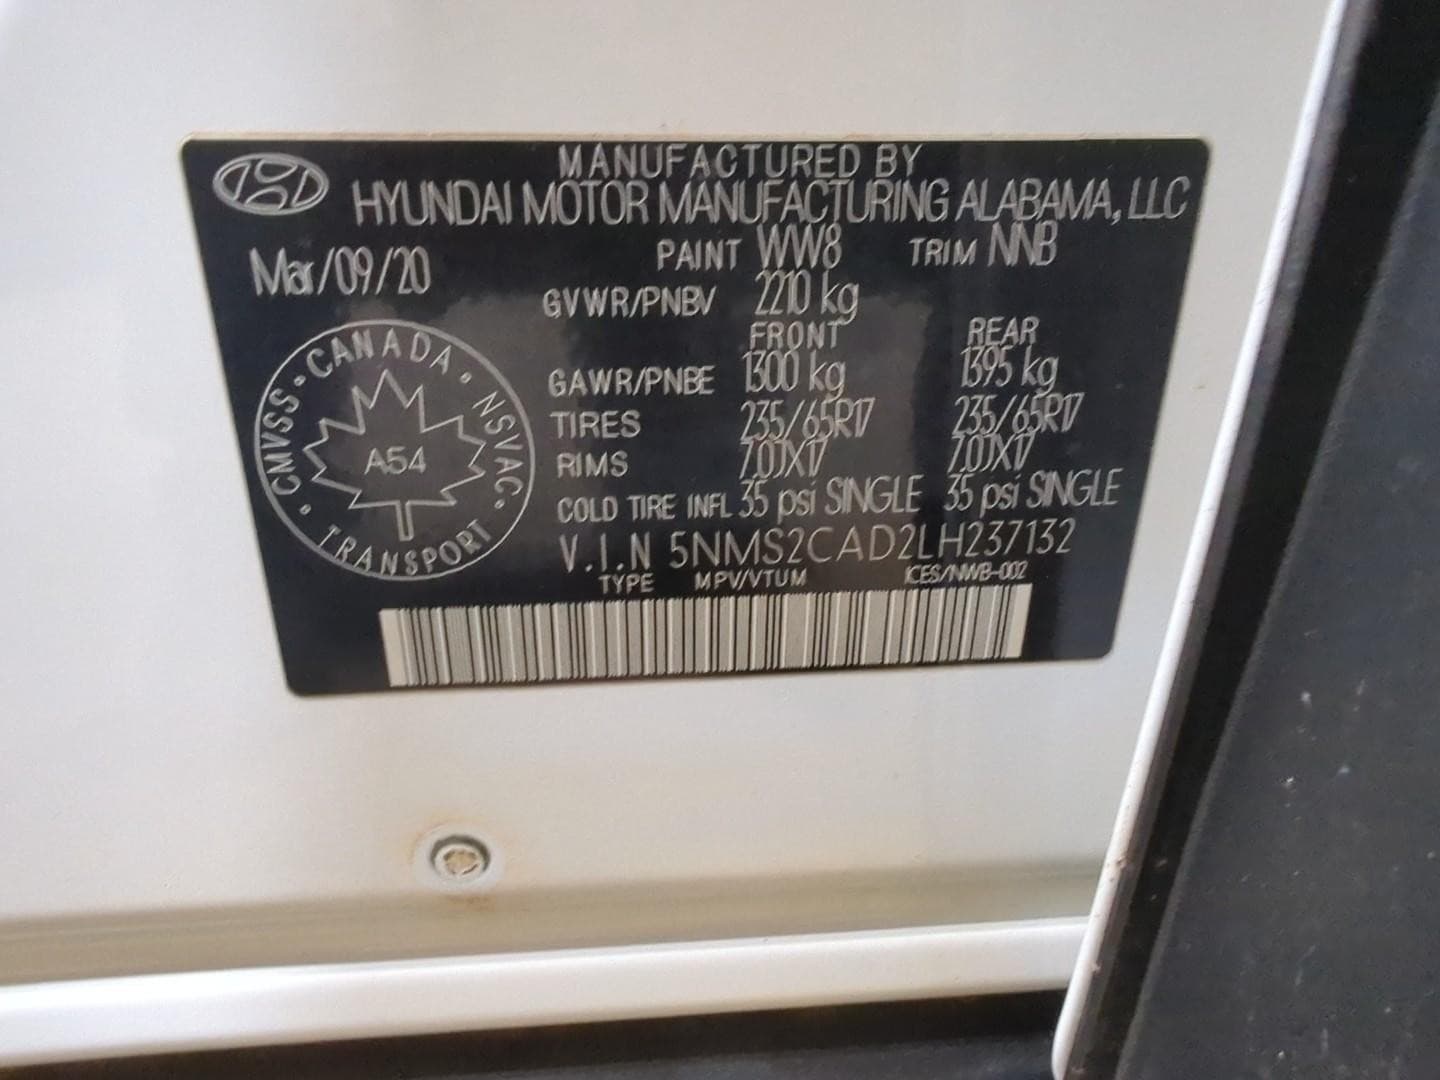 MANUFACTURED BY
HYUNDAI MOTOR MANUFACTURING ALABAMA, LLC
Mar/09/20
PAINT WW8 TRIM NNB
GVWR/PNBV 2210 kg
FRONT REAR
GAWR/PNBE 1300 kg 1395 kg
TIRES 235/65R17 235/65R17
RIMS 7.0JX17 7.0JX17
COLD TIRE INFL 35 psi SINGLE 35 psi SINGLE
V.I.N 5NMS2CAD2LH237132
TYPE MPV/VTUM ICES/NWB-002
CMVSS • CANADA • NSVAC • TRANSPORT •
A54